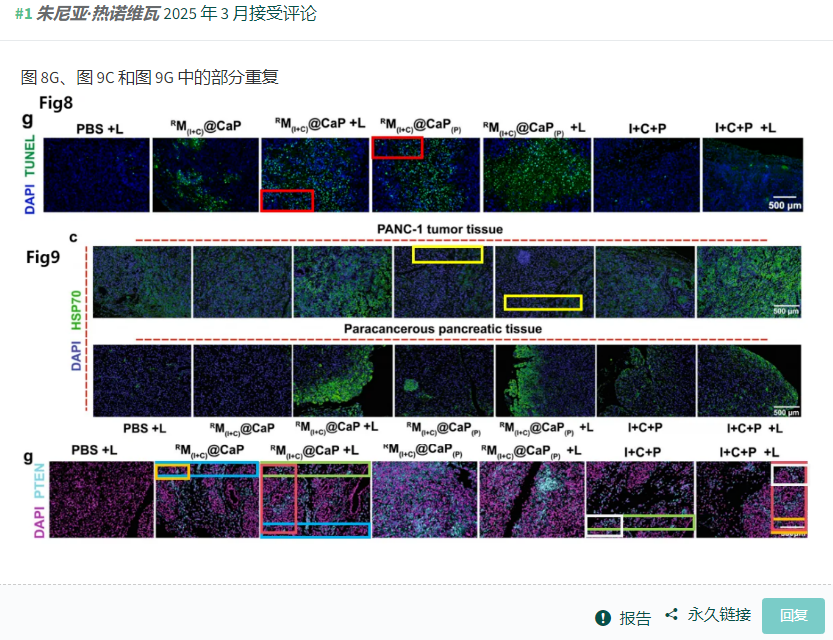 #1 朱尼亚·热诺维瓦 2025 年 3 月接受评论
图 8G、图 9C 和图 9G 中的部分重复
Fig8
g
PBS +L RM(I+C)@CaP RM(I+C)@CaP +L RM(I+C)@CaP(P) RM(I+C)@CaP(P) +L I+C+P I+C+P +L
DAPI TUNEL
500 μm
c
PANC-1 tumor tissue
Fig9
DAPI HSP70
500 μm
Paracancerous pancreatic tissue
500 μm
PBS +L RM(I+C)@CaP RM(I+C)@CaP +L RM(I+C)@CaP(P) RM(I+C)@CaP(P) +L I+C+P I+C+P +L
g
PBS +L RM(I+C)@CaP RM(I+C)@CaP +L RM(I+C)@CaP(P) RM(I+C)@CaP(P) +L I+C+P I+C+P +L
DAPI PTEN
报告 永久链接 回复